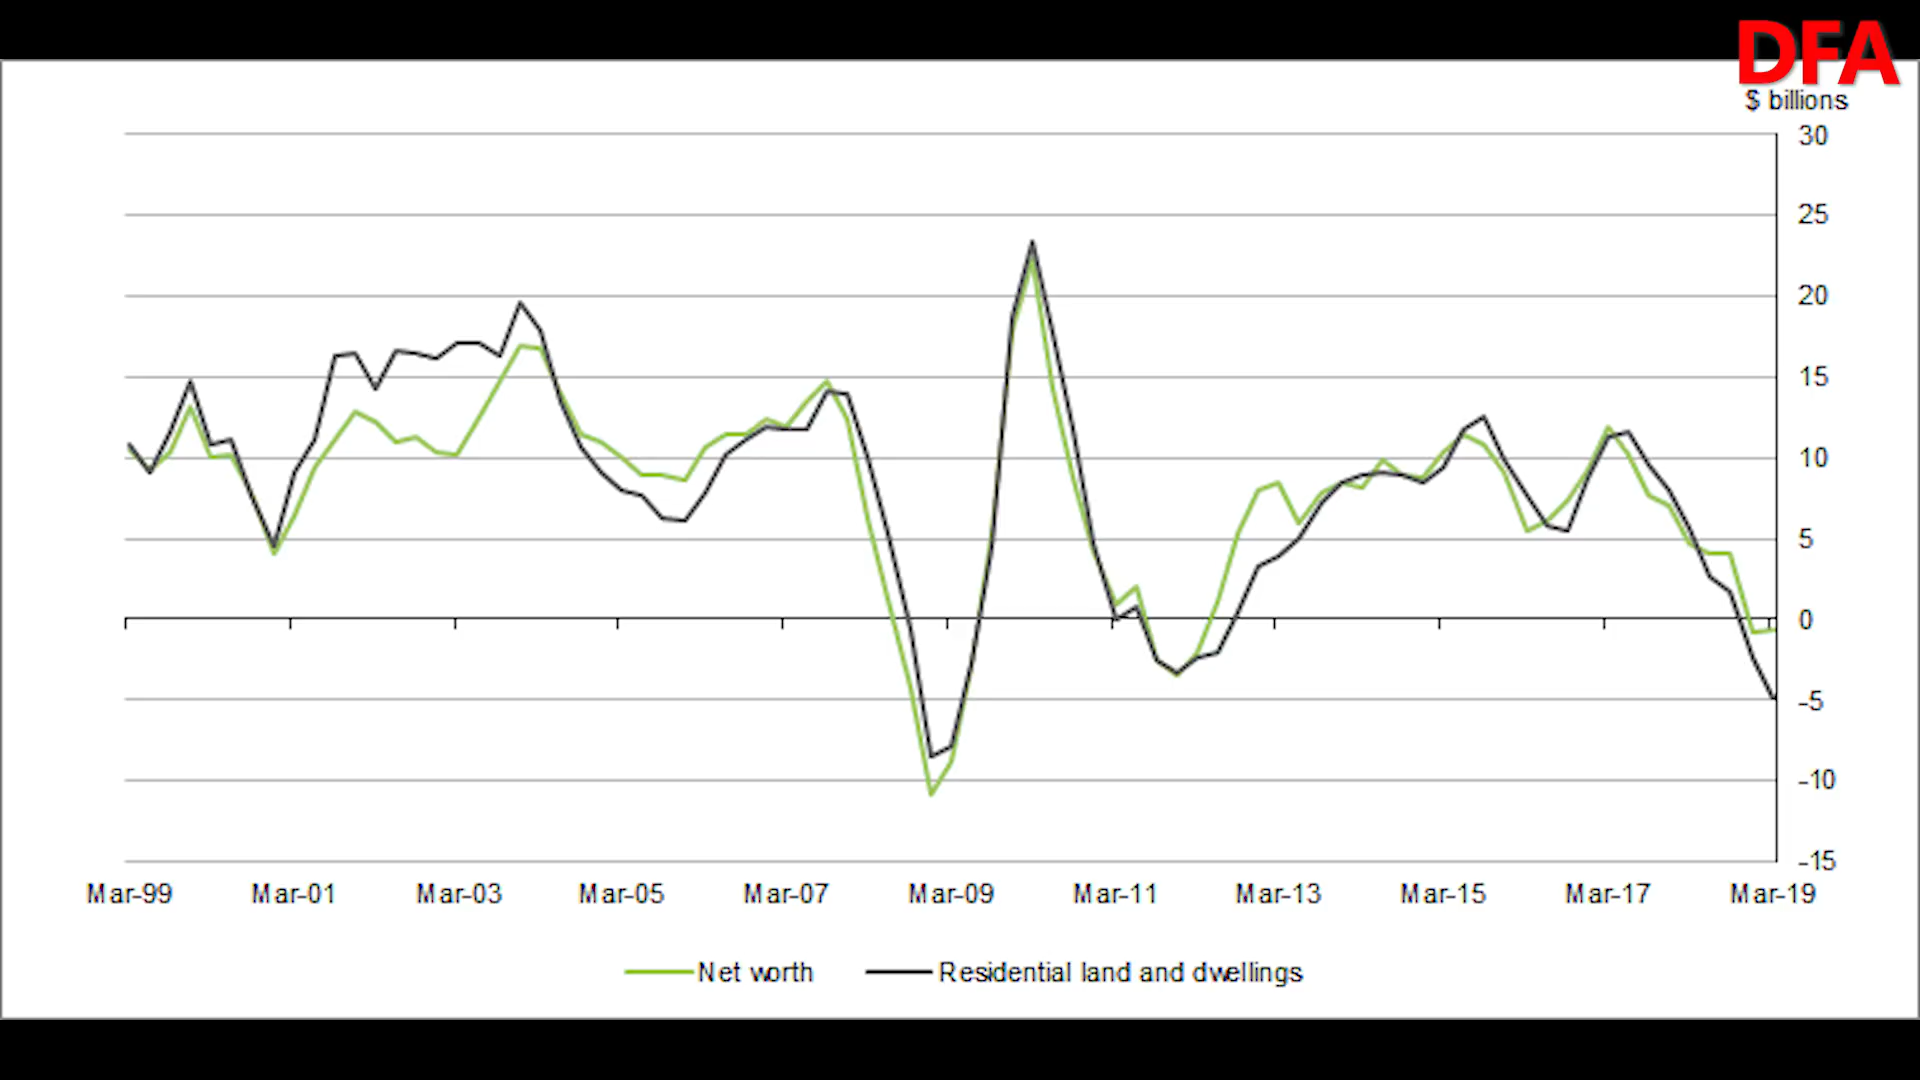 DFA
$ billions
30
25
20
15
10
5
0
-5
-10
-15
Mar-99 Mar-01 Mar-03 Mar-05 Mar-07 Mar-09 Mar-11 Mar-13 Mar-15 Mar-17 Mar-19
Net worth Residential land and dwellings